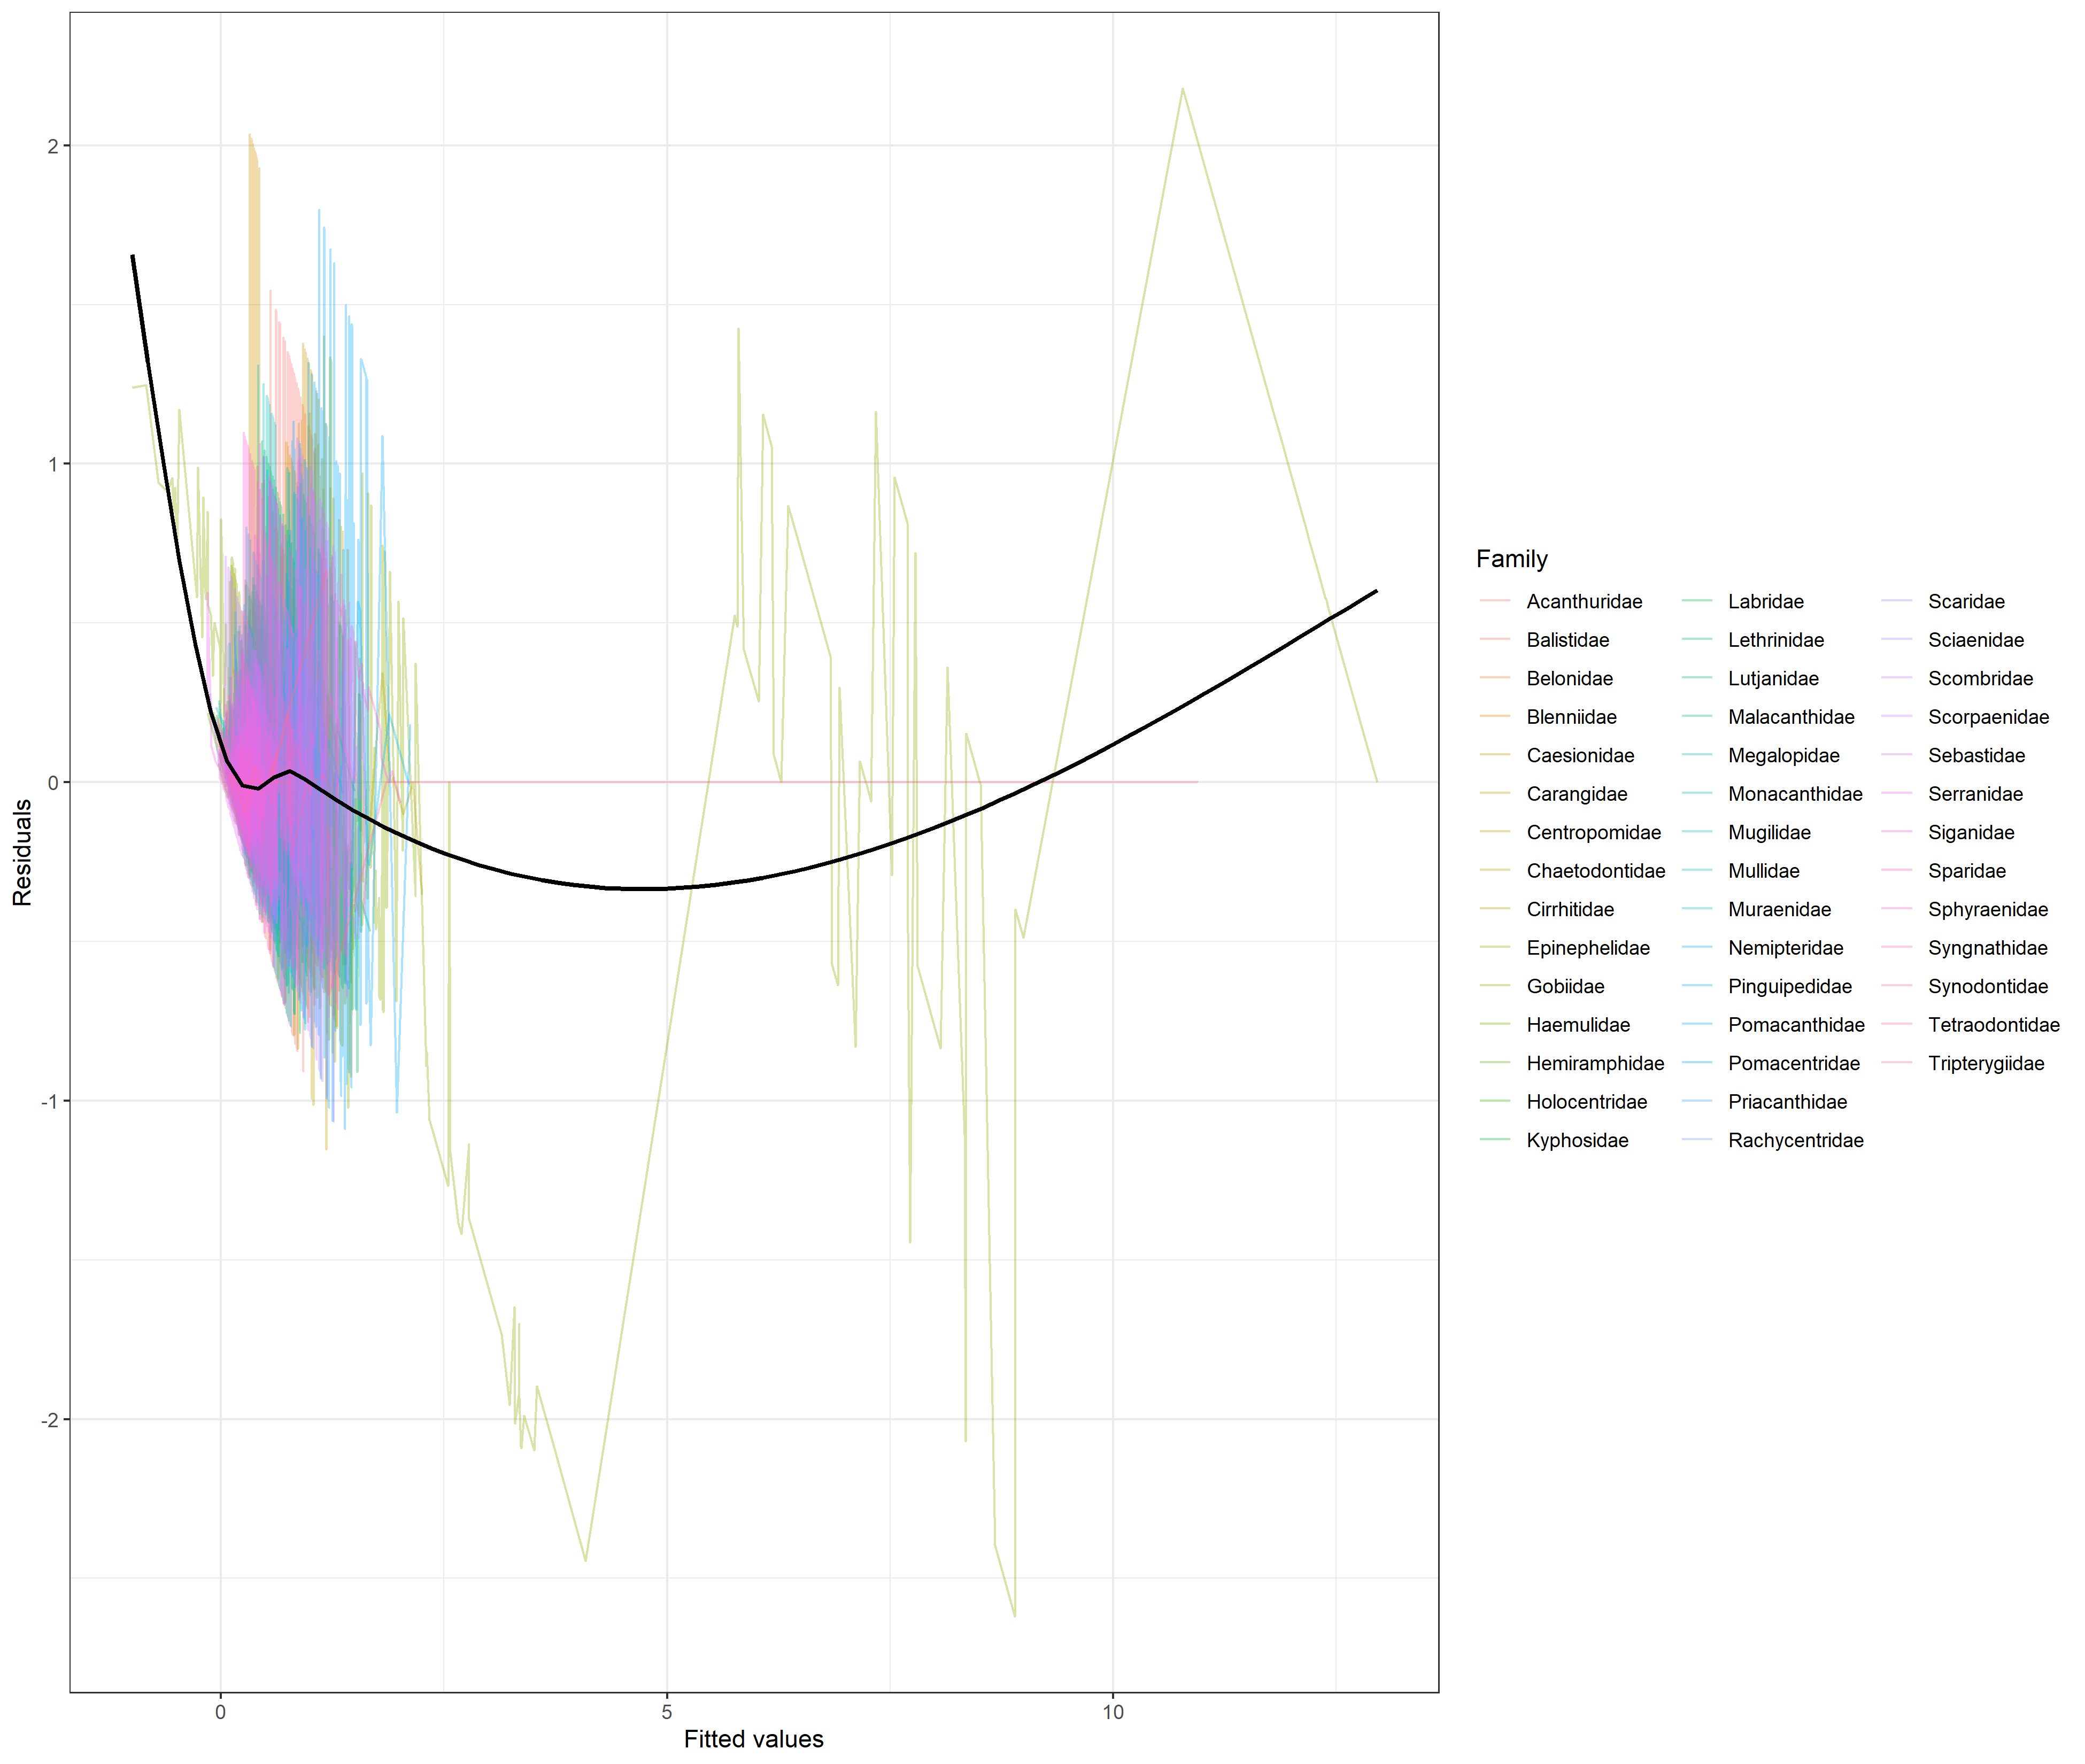 2
1
0
-1
-2
Residuals
0
5
10
Fitted values
Family
Acanthuridae
Balistidae
Belonidae
Blenniidae
Caesionidae
Carangidae
Centropomidae
Chaetodontidae
Cirrhitidae
Epinephelidae
Gobiidae
Haemulidae
Hemiramphidae
Holocentridae
Kyphosidae
Labridae
Lethrinidae
Lutjanidae
Malacanthidae
Megalopidae
Monacanthidae
Mugilidae
Mullidae
Muraenidae
Nemipteridae
Pinguipedidae
Pomacanthidae
Pomacentridae
Priacanthidae
Rachycentridae
Scaridae
Sciaenidae
Scombridae
Scorpaenidae
Sebastidae
Serranidae
Siganidae
Sparidae
Sphyraenidae
Syngnathidae
Synodontidae
Tetraodontidae
Tripterygiidae